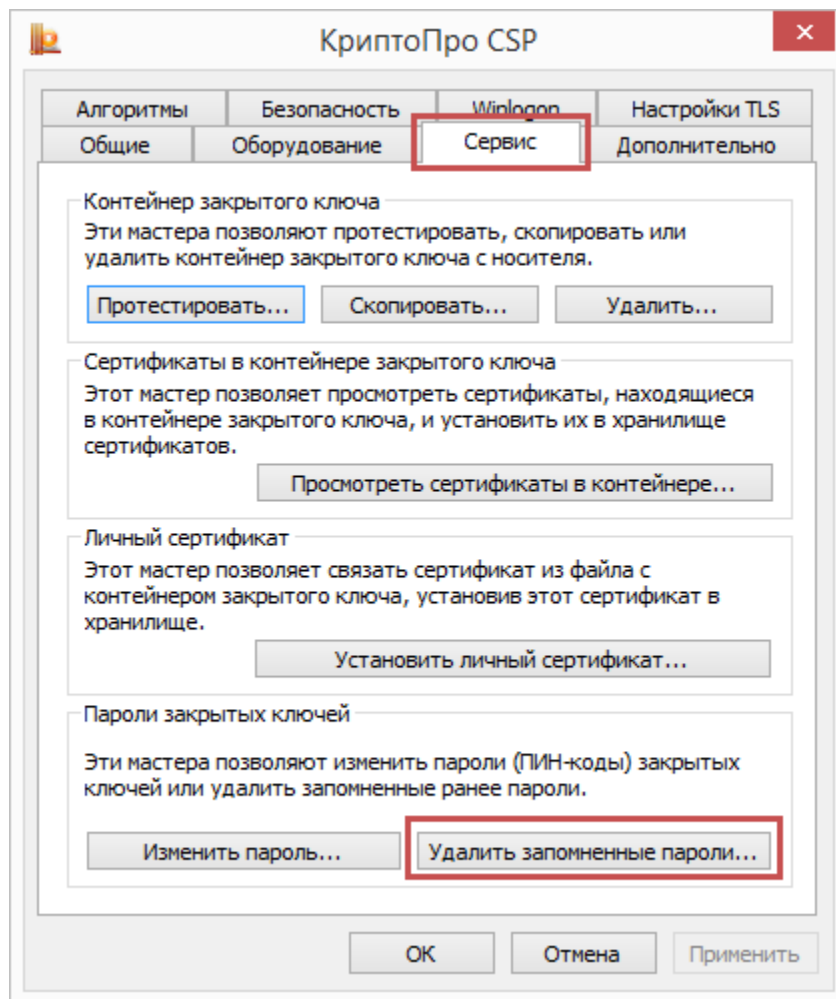 КриптоПро CSP
Алгоритмы Безопасность Winlogon Настройки TLS
Общие Оборудование Сервис Дополнительно
Контейнер закрытого ключа
Эти мастера позволяют протестировать, скопировать или
удалить контейнер закрытого ключа с носителя.
Протестировать... Скопировать... Удалить...
Сертификаты в контейнере закрытого ключа
Этот мастер позволяет просмотреть сертификаты, находящиеся
в контейнере закрытого ключа, и установить их в хранилище
сертификатов.
Просмотреть сертификаты в контейнере...
Личный сертификат
Этот мастер позволяет связать сертификат из файла с
контейнером закрытого ключа, установив этот сертификат в
хранилище.
Установить личный сертификат...
Пароли закрытых ключей
Эти мастера позволяют изменить пароли (ПИН-коды) закрытых
ключей или удалить запомненные ранее пароли.
Изменить пароль... Удалить запомненные пароли...
ОК Отмена Применить